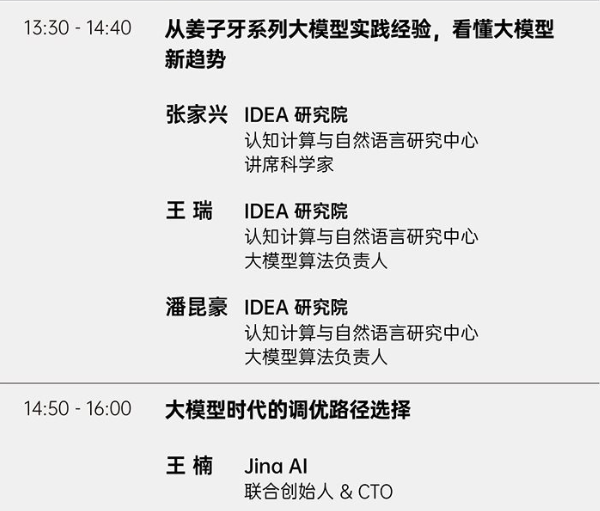 13:30 - 14:40 从姜子牙系列大模型实践经验，看懂大模型
新趋势
张家兴 IDEA 研究院
认知计算与自然语言研究中心
讲席科学家
王 瑞 IDEA 研究院
认知计算与自然语言研究中心
大模型算法负责人
潘昆豪 IDEA 研究院
认知计算与自然语言研究中心
大模型算法负责人
14:50 - 16:00 大模型时代的调优路径选择
王 楠 Jina AI
联合创始人 & CTO